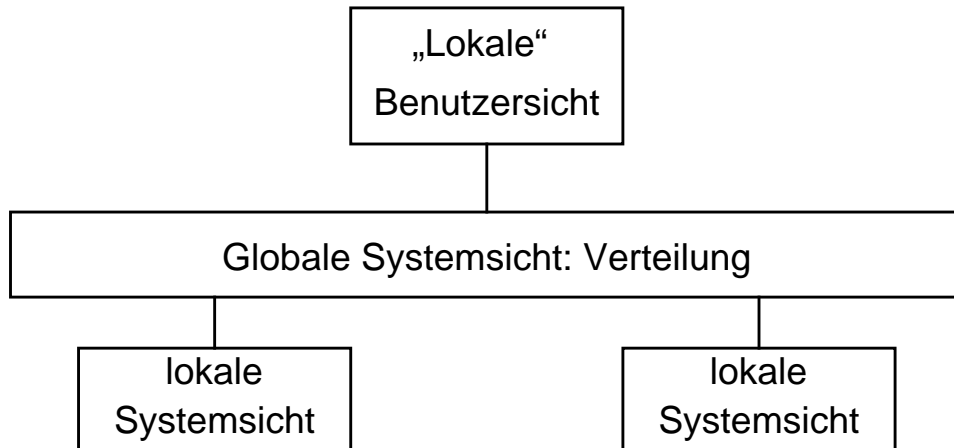 „Lokale“
Benutzersicht
Globale Systemsicht: Verteilung
lokale
Systemsicht
lokale
Systemsicht